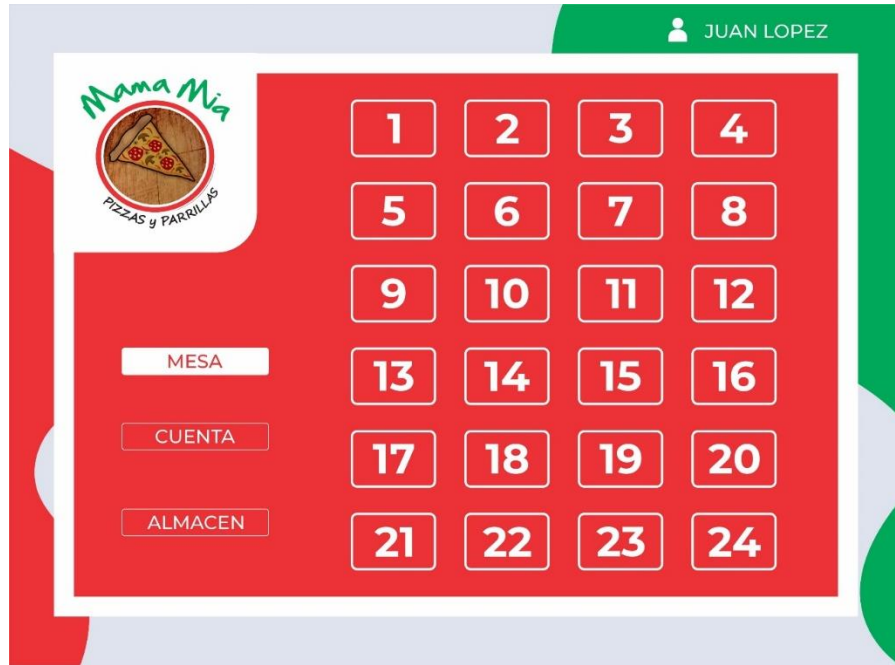 JUAN LOPEZ
Mama Mia
PIZZAS y PARRILLAS
1 2 3 4
5 6 7 8
9 10 11 12
MESA
13 14 15 16
CUENTA
17 18 19 20
ALMACEN
21 22 23 24